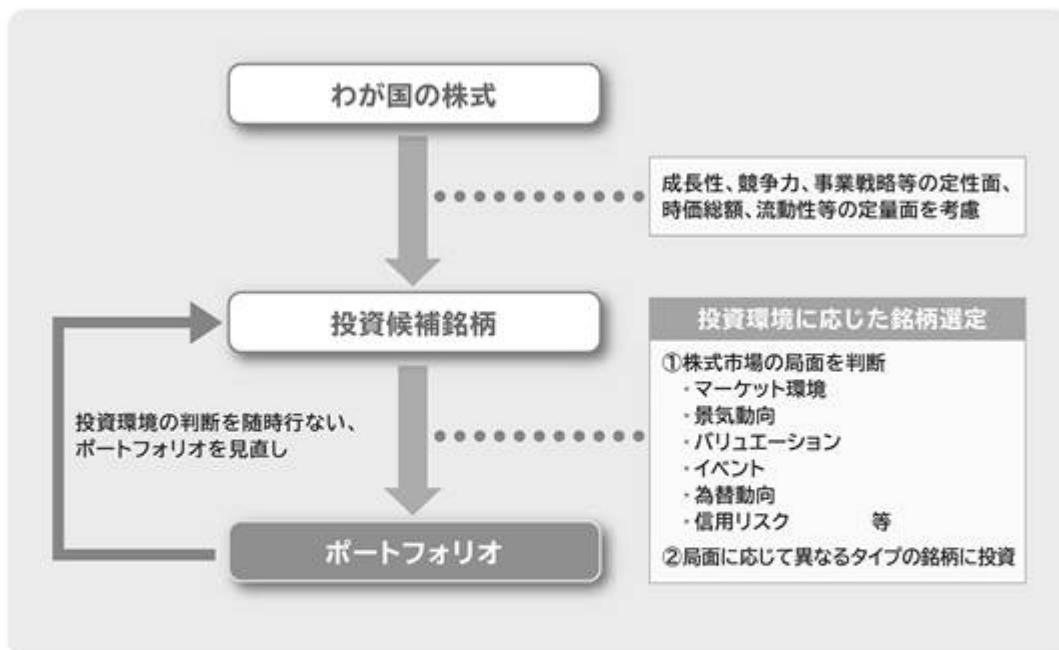 わが国の株式
成長性、競争力、事業戦略等の定性面、
時価総額、流動性等の定量面を考慮
投資候補銘柄
投資環境に応じた銘柄選定
①株式市場の局面を判断
・マーケット環境
・景気動向
・バリュエーション
・イベント
・為替動向
・信用リスク 等
②局面に応じて異なるタイプの銘柄に投資
投資環境の判断を随時行ない、
ポートフォリオを見直し
ポートフォリオ